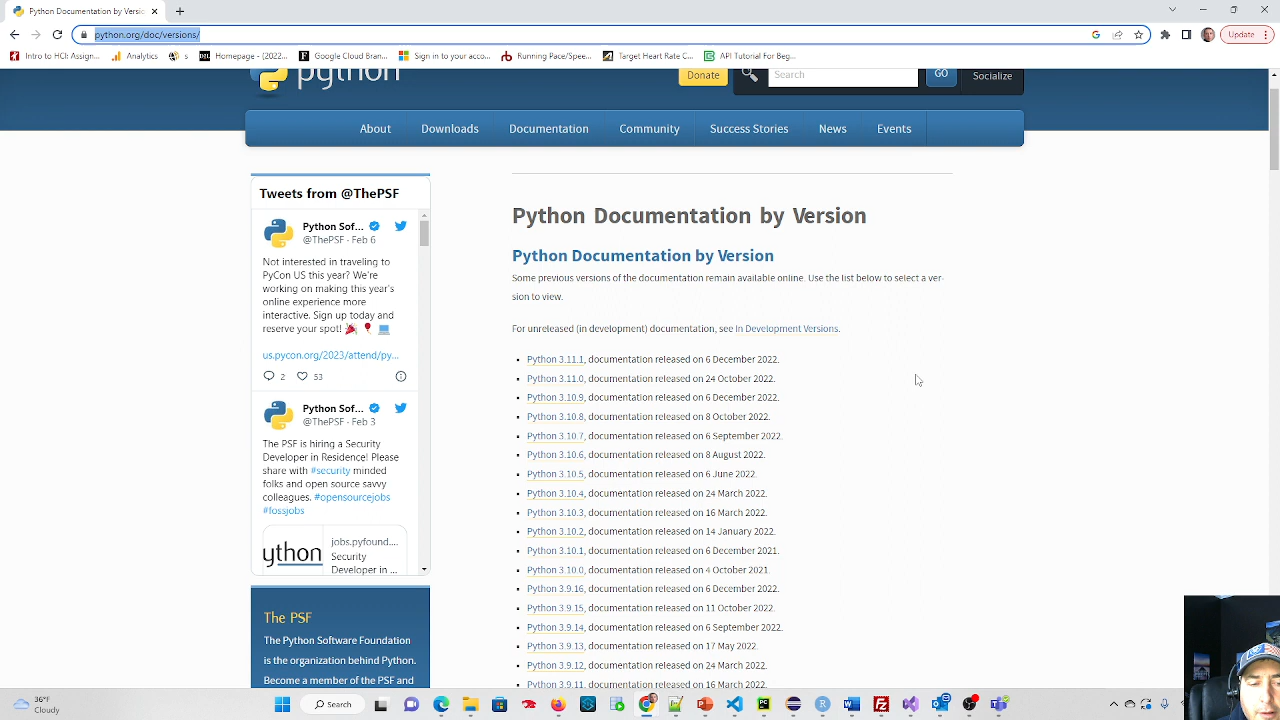 Python Documentation by Version
python.org/doc/versions/
Update
Intro to HCI: Assign...
Analytics
s
Homepage - (2022...
Google Cloud Bran...
Sign in to your acco...
Running Pace/Spee...
Target Heart Rate C...
API Tutorial For Beg...
python
Donate
Search
GO
Socialize
About
Downloads
Documentation
Community
Success Stories
News
Events
Tweets from @ThePSF
Python Sof...
@ThePSF · Feb 6
Not interested in traveling to
PyCon US this year? We're
working on making this year's
online experience more
interactive. Sign up today and
reserve your spot!
us.pycon.org/2023/attend/py...
2
53
Python Sof...
@ThePSF · Feb 3
The PSF is hiring a Security
Developer in Residence! Please
share with #security minded
folks and open source savvy
colleagues. #opensourcejobs
#fossjobs
ython
jobs.pyfound....
Security
Developer in ...
The PSF
The Python Software Foundation
is the organization behind Python.
Become a member of the PSF and
Python Documentation by Version
Python Documentation by Version
Some previous versions of the documentation remain available online. Use the list below to select a ver-
sion to view.
For unreleased (in development) documentation, see In Development Versions.
Python 3.11.1, documentation released on 6 December 2022.
Python 3.11.0, documentation released on 24 October 2022.
Python 3.10.9, documentation released on 6 December 2022.
Python 3.10.8, documentation released on 8 October 2022.
Python 3.10.7, documentation released on 6 September 2022.
Python 3.10.6, documentation released on 8 August 2022.
Python 3.10.5, documentation released on 6 June 2022.
Python 3.10.4, documentation released on 24 March 2022.
Python 3.10.3, documentation released on 16 March 2022.
Python 3.10.2, documentation released on 14 January 2022.
Python 3.10.1, documentation released on 6 December 2021.
Python 3.10.0, documentation released on 4 October 2021.
Python 3.9.16, documentation released on 6 December 2022.
Python 3.9.15, documentation released on 11 October 2022.
Python 3.9.14, documentation released on 6 September 2022.
Python 3.9.13, documentation released on 17 May 2022.
Python 3.9.12, documentation released on 24 March 2022.
Python 3.9.11, documentation released on 16 March 2022.
Cloudy
Search